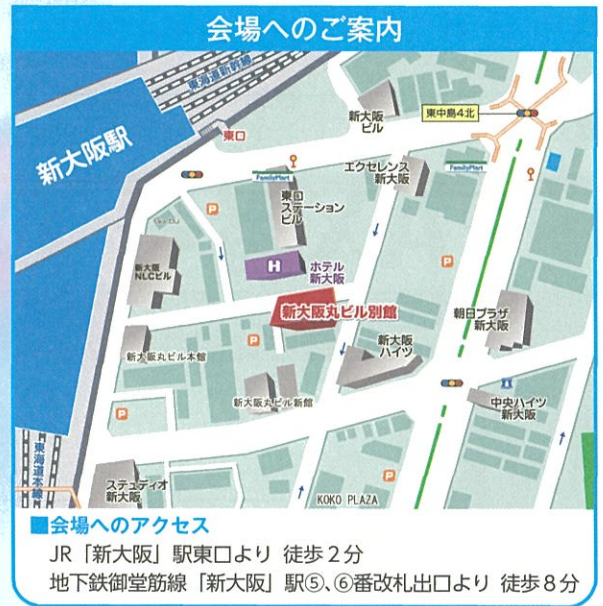 会場へのご案内
東海道新幹線
新大阪駅
東口
新大阪
ビル
東中島4北
FamilyMart
エクセレンス
新大阪
FamilyMart
P
東口
ステーション
ビル
新大阪
NLCビル
H
ホテル
新大阪
P
新大阪丸ビル別館
朝日プラザ
新大阪
新大阪丸ビル本館
P
新大阪
ハイツ
新大阪丸ビル新館
中央ハイツ
新大阪
P
東海道本線
ステュディオ
新大阪
P
KOKO PLAZA
■会場へのアクセス
JR「新大阪」駅東口より 徒歩2分
地下鉄御堂筋線「新大阪」駅⑤、⑥番改札出口より 徒歩8分